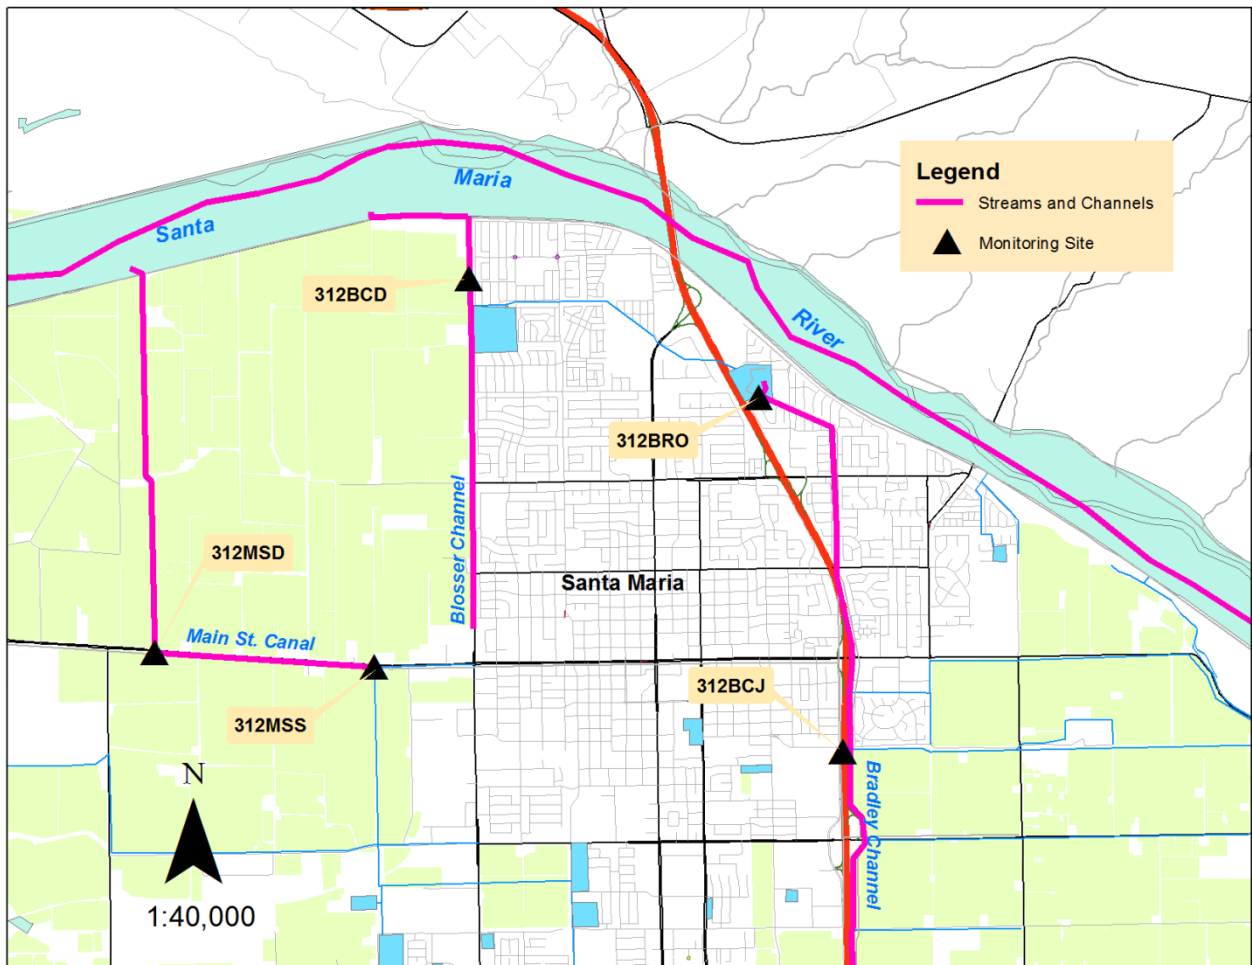 Legend
Streams and Channels
Monitoring Site
Maria
Santa
312BCD
River
312BRO
Blosser Channel
312MSD
Santa Maria
Main St. Canal
312BCJ
312MSS
N
Bradley Channel
1:40,000